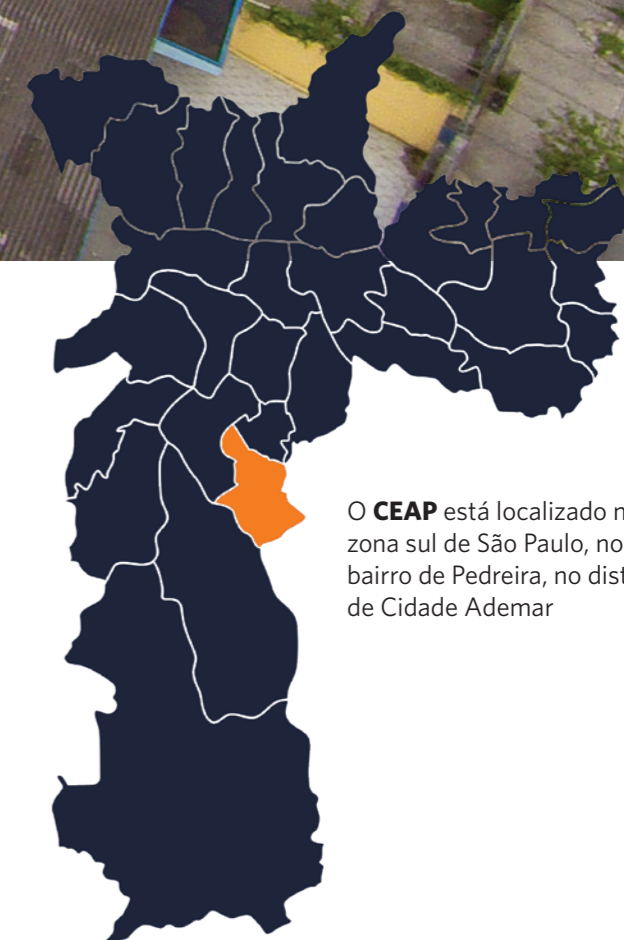 O CEAP está localizado
zona sul de São Paulo, no
bairro de Pedreira, no
de Cidade Ademar